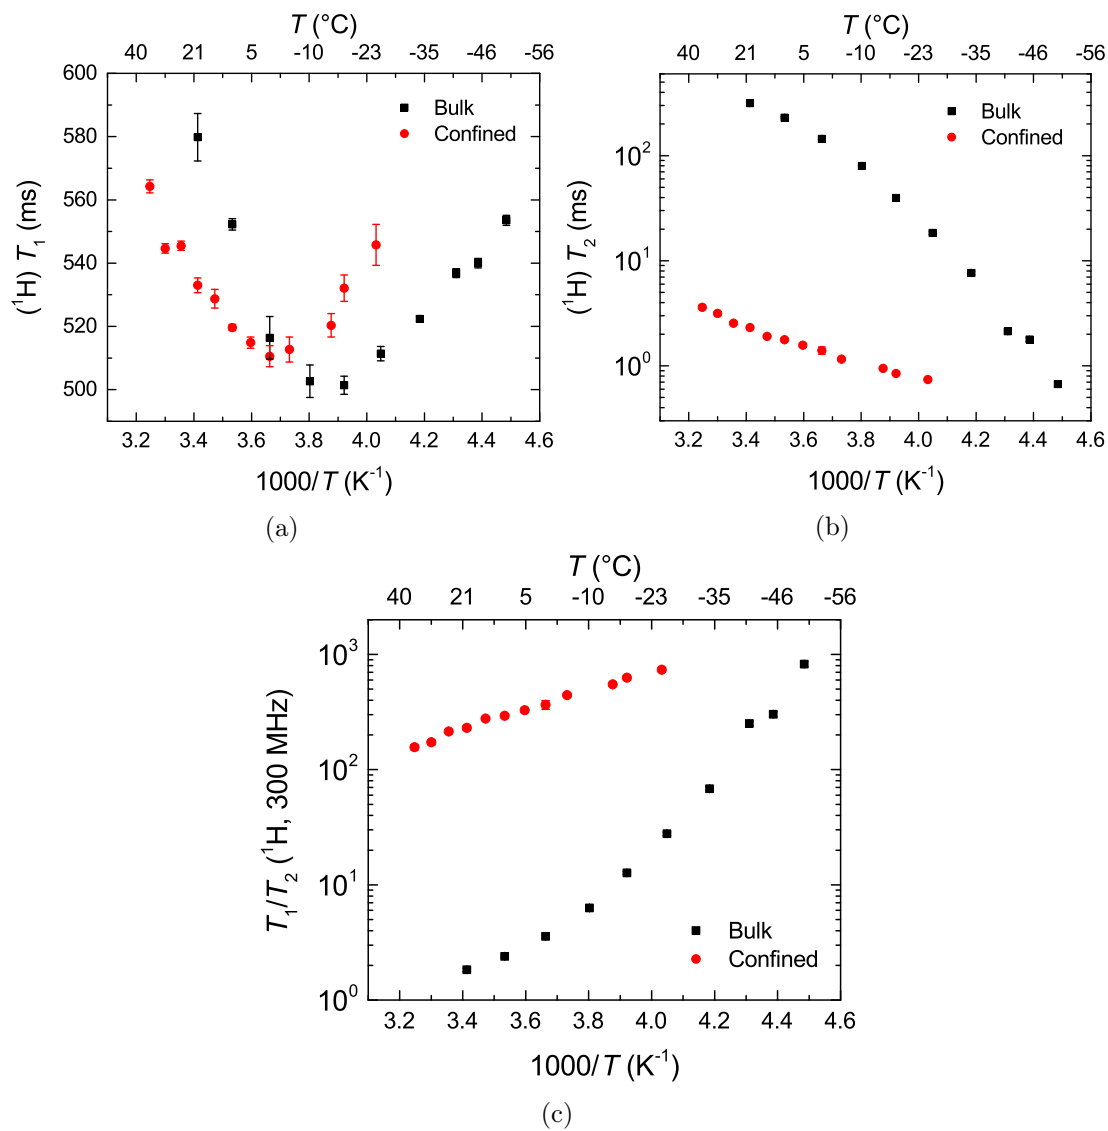 T (°C)
40 21 5 -10 -23 -35 -46 -56
600
580
560
540
520
500
(¹H) T₁ (ms)
Bulk
Confined
3.2 3.4 3.6 3.8 4.0 4.2 4.4 4.6
1000/T (K⁻¹)
(a)
T (°C)
40 21 5 -10 -23 -35 -46 -56
10²
10¹
10⁰
(¹H) T₂ (ms)
Bulk
Confined
3.2 3.4 3.6 3.8 4.0 4.2 4.4 4.6
1000/T (K⁻¹)
(b)
T (°C)
40 21 5 -10 -23 -35 -46 -56
10³
10²
10¹
10⁰
T₁/T₂ (¹H, 300 MHz)
Bulk
Confined
3.2 3.4 3.6 3.8 4.0 4.2 4.4 4.6
1000/T (K⁻¹)
(c)